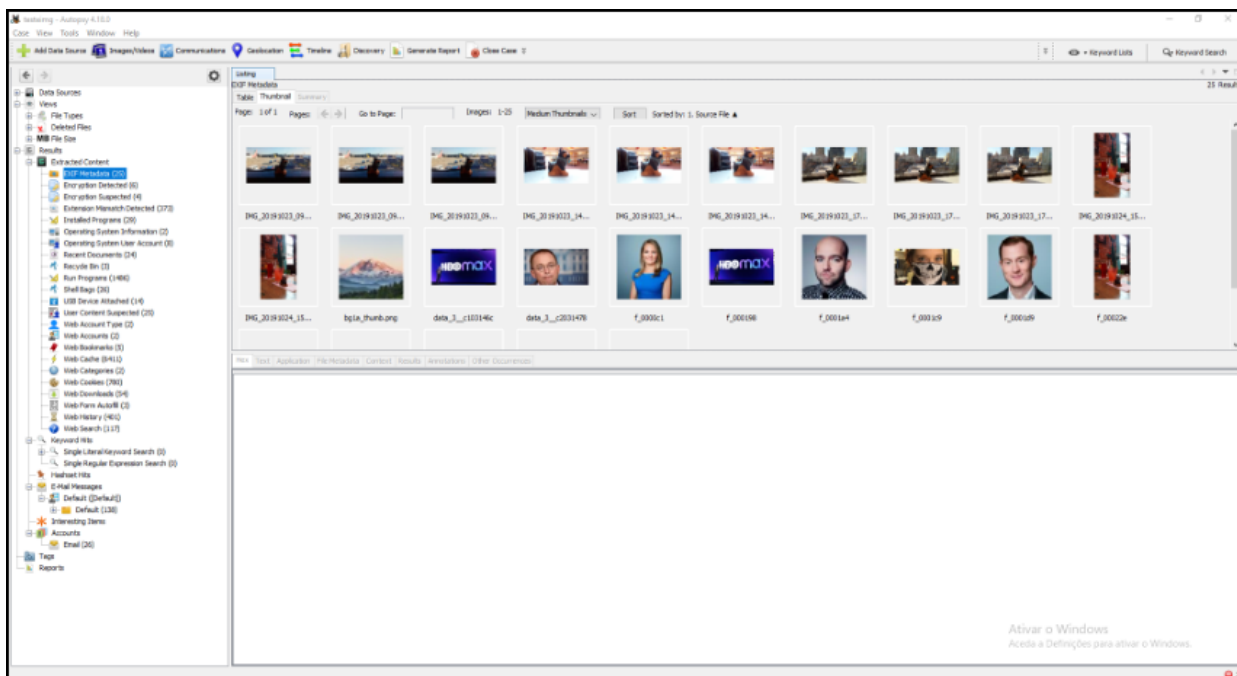 testwing - Autopsy 4.15.0
Case View Tools Window Help
Add Data Source Images/Videos Communications Geolocation Timeline Discovery Generate Report Close Case
Keyword Lists Keyword Search
Listing
EXIF Metadata
25 Results
Table Thumbnail Summary
Page: 1 of 1 Pages: Go to Page: Images: 1-25 Medium Thumbnails Sort Sorted by: 1. Source File ▲
Data Sources
Views
File Types
Deleted Files
MB File Size
Results
Extracted Content
EXIF Metadata (25)
Encryption Detected (6)
Encryption Suspected (4)
Extension Mismatch Detected (373)
Installed Programs (29)
Operating System Information (2)
Operating System User Account (8)
Recent Documents (24)
Recycle Bin (3)
Run Programs (1486)
Shell Bags (36)
USB Device Attached (14)
User Content Suspected (25)
Web Account Type (2)
Web Accounts (2)
Web Bookmarks (5)
Web Cache (8411)
Web Categories (2)
Web Cookies (780)
Web Downloads (54)
Web Form Autofill (3)
Web History (401)
Web Search (117)
Keyword Hits
Single Literal Keyword Search (0)
Single Regular Expression Search (0)
Hashset Hits
E-Mail Messages
Default ([Default])
Default (138)
Interesting Items
Accounts
Email (26)
Tags
Reports
IMG_20191023_09... IMG_20191023_09... IMG_20191023_09... IMG_20191023_14... IMG_20191023_14... IMG_20191023_14... IMG_20191023_17... IMG_20191023_17... IMG_20191023_17... IMG_20191024_15...
HBO max
HBO max
IMG_20191024_15... bg1a_thumb.png data_3__c103146c data_3__c2031478 f_0000c1 f_000198 f_0001a4 f_0001c9 f_0001d9 f_00022e
Hex Text Application File Metadata Context Results Annotations Other Occurrences
Ativar o Windows
Aceda a Definições para ativar o Windows.